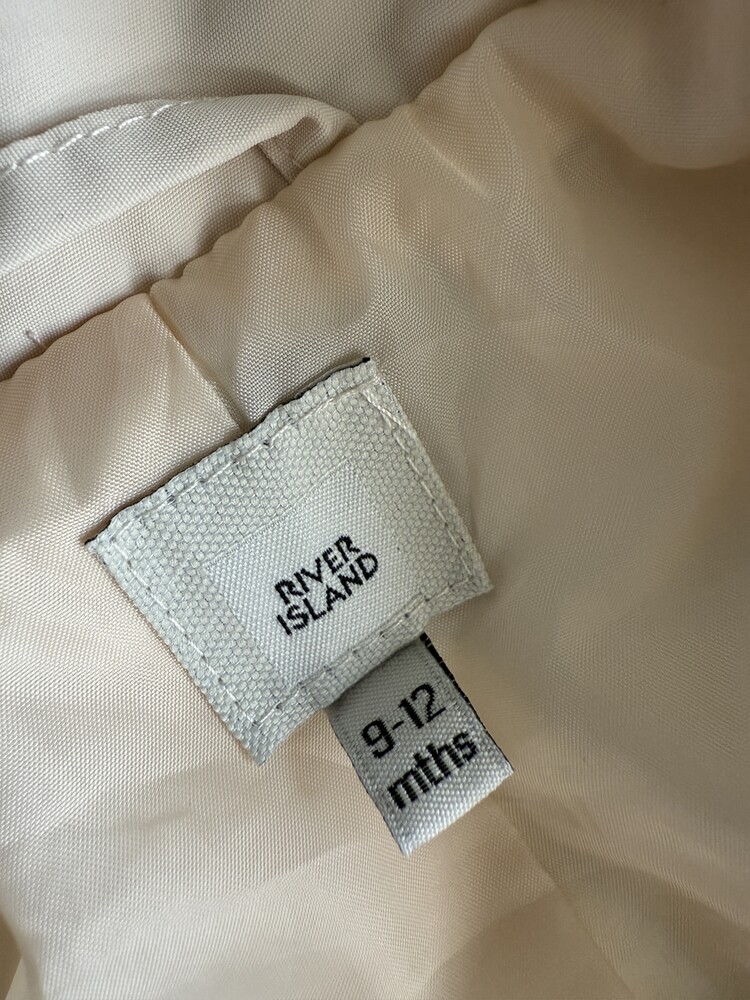 RIVER
ISLAND
9-12
mths